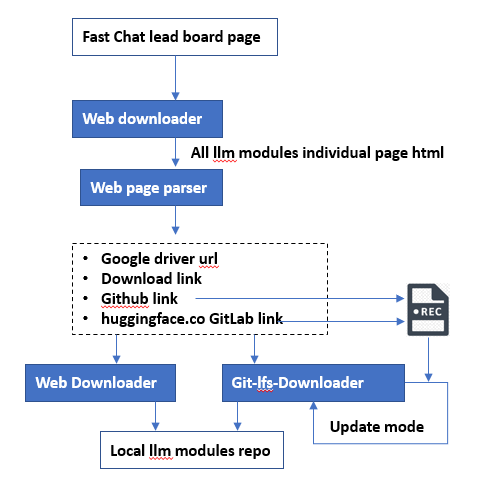 Fast Chat lead board page
Web downloader
All llm modules individual page html
Web page parser
• Google driver url
• Download link
• Github link
• huggingface.co GitLab link
REC
Web Downloader
Git-lfs-Downloader
Update mode
Local llm modules repo